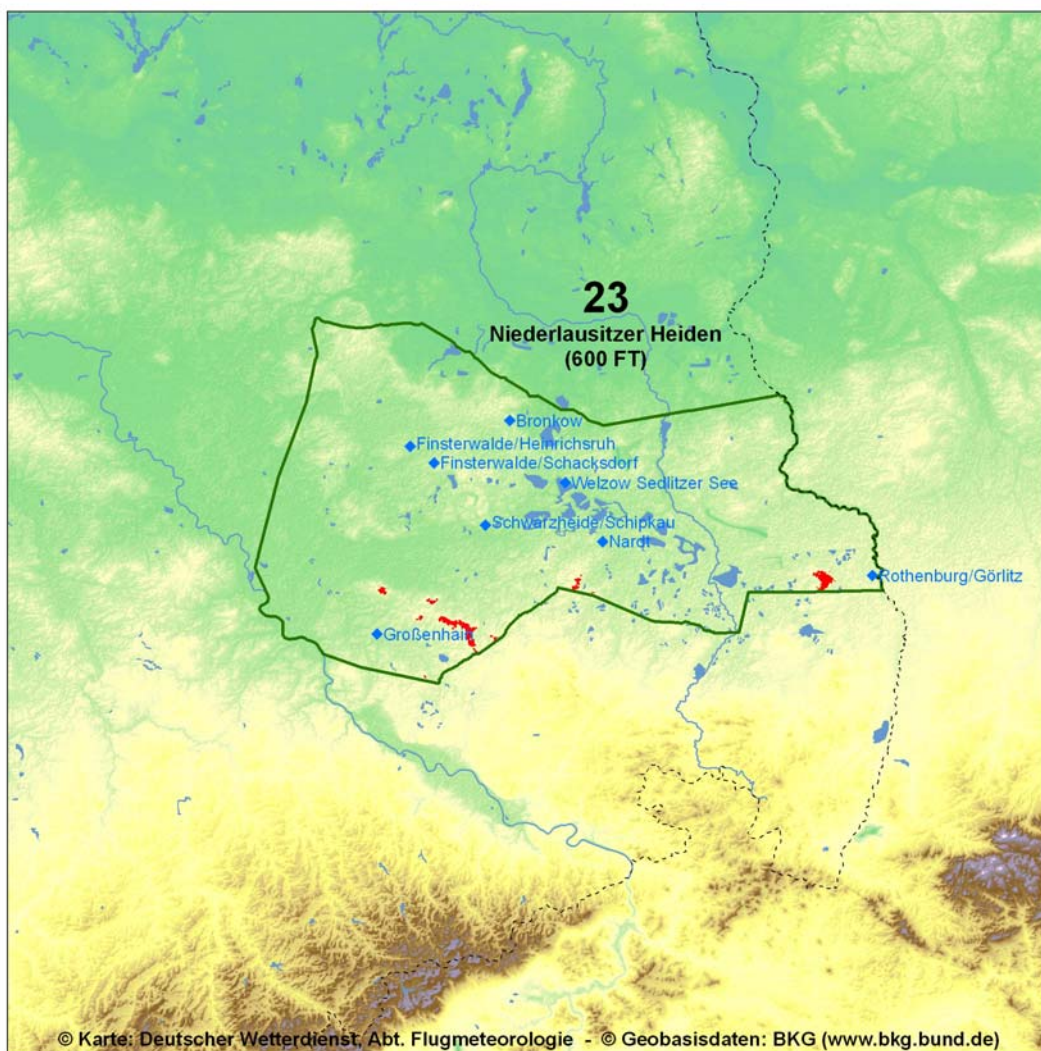 23
Niederlausitzer Heiden
(600 FT)
Bronkow
Finsterwalde/Heinrichsruh
Finsterwalde/Schacksdorf
Welzow Sedlitzer See
Schwarzheide/Schipkau
Nardt
Rothenburg/Görlitz
Großenhain
© Karte: Deutscher Wetterdienst, Abt. Flugmeteorologie - © Geobasisdaten: BKG (www.bkg.bund.de)